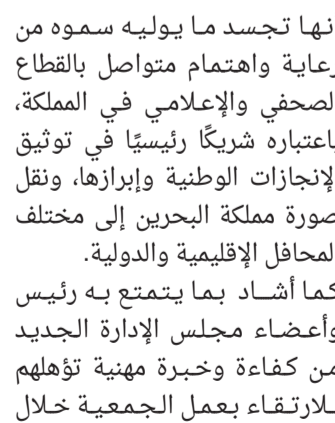 أنها تجسد ما يوليه سموه من
رعاية واهتمام متواصل بالقطاع
الصحفي والإعلامي في المملكة،
باعتباره شريكًا رئيسيًا في توثيق
الإنجازات الوطنية وإبرازها، ونقل
صورة مملكة البحرين إلى مختلف
المحافل الإقليمية والدولية.
كما أشـاد بما يتمتع به رئيس
وأعضاء مجلس الإدارة الجديد
من كفاءة وخبرة مهنية تؤهلهم
للارتقاء بعمل الجمعية خلال